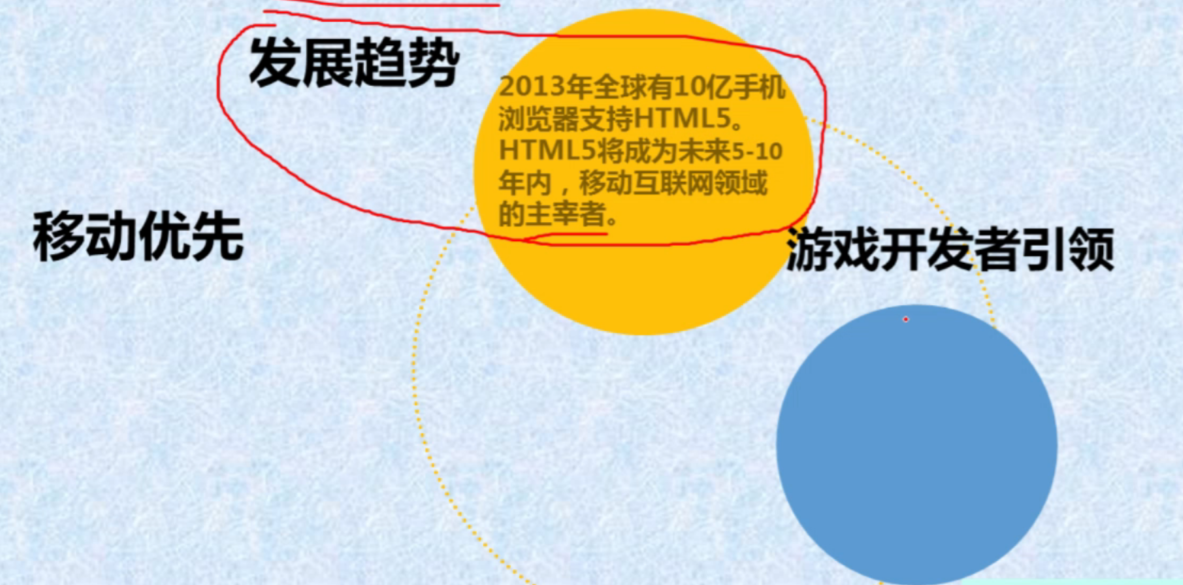 发展趋势
2013年全球有10亿手机
浏览器支持HTML5。
HTML5将成为未来5-10
年内，移动互联网领域
的主宰者。
移动优先
游戏开发者引领